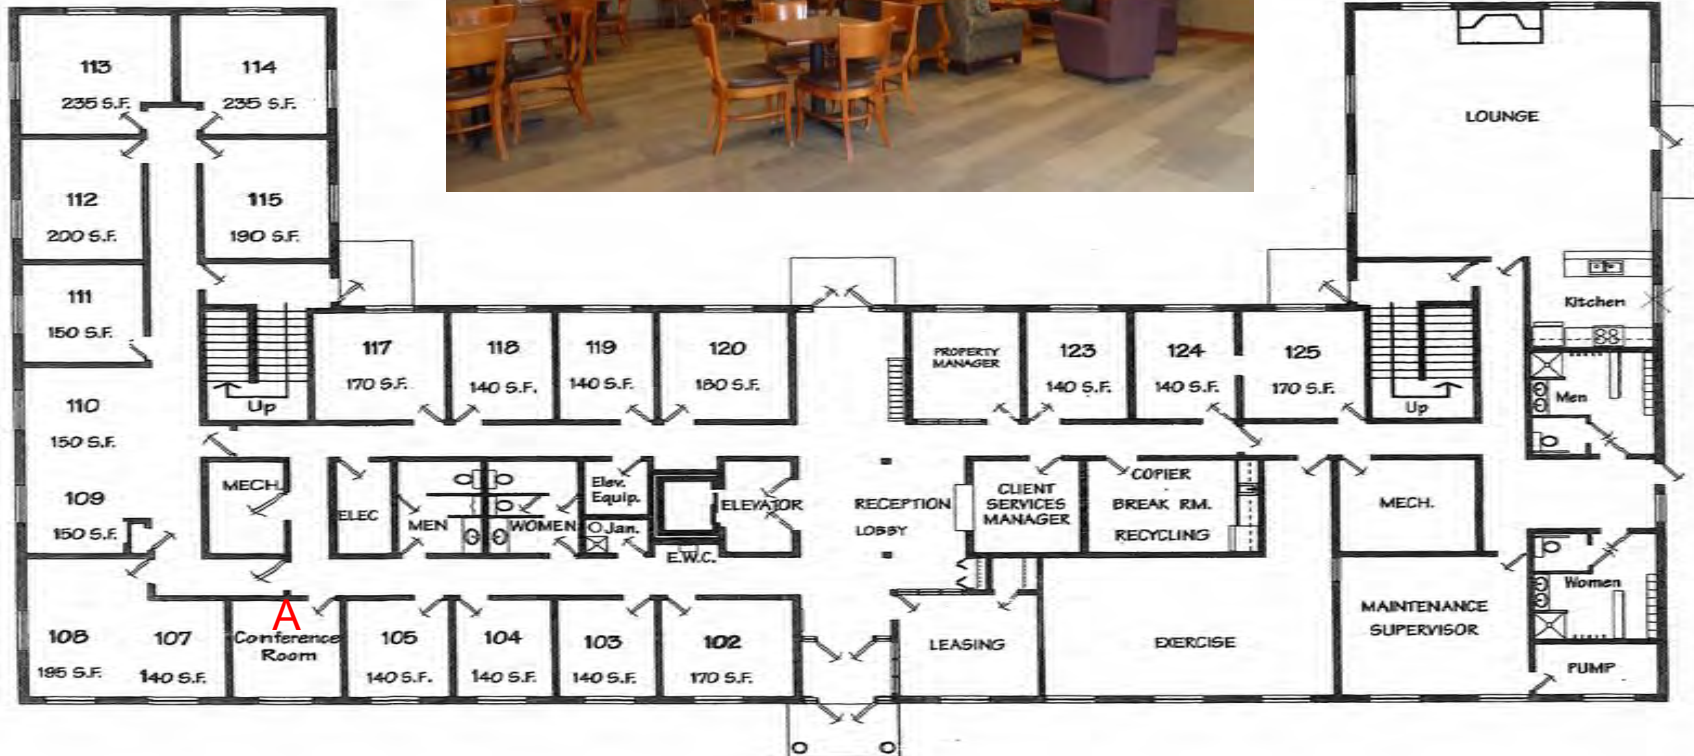 113
235 S.F.
114
235 S.F.
112
200 S.F.
115
190 S.F.
111
150 S.F.
110
150 S.F.
109
150 S.F.
108
195 S.F.
107
140 S.F.
Up
117
170 S.F.
118
140 S.F.
119
140 S.F.
120
180 S.F.
PROPERTY
MANAGER
123
140 S.F.
124
140 S.F.
125
170 S.F.
Up
LOUNGE
Kitchen
Men
MECH.
ELEC
MEN
WOMEN
Elev.
Equip.
Jan.
ELEVATOR
E.W.C.
RECEPTION
LOBBY
CLIENT
SERVICES
MANAGER
COPIER
BREAK RM.
RECYCLING
MECH.
Women
A
Conference
Room
105
140 S.F.
104
140 S.F.
103
140 S.F.
102
170 S.F.
LEASING
EXERCISE
MAINTENANCE
SUPERVISOR
PUMP